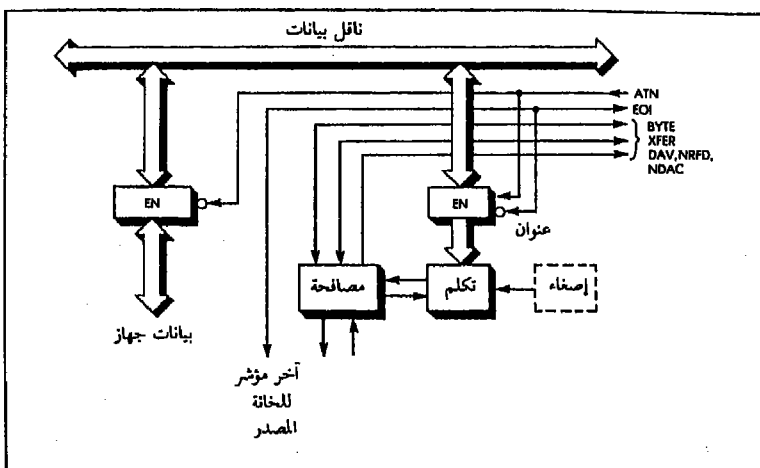 ناقل بيانات
ATN
EOI
BYTE
XFER
DAV, NRFD,
NDAC
EN
EN
عنوان
مصافحة
تكلم
إصغاء
بيانات جهاز
آخر مؤشر
للخانة
المصدر